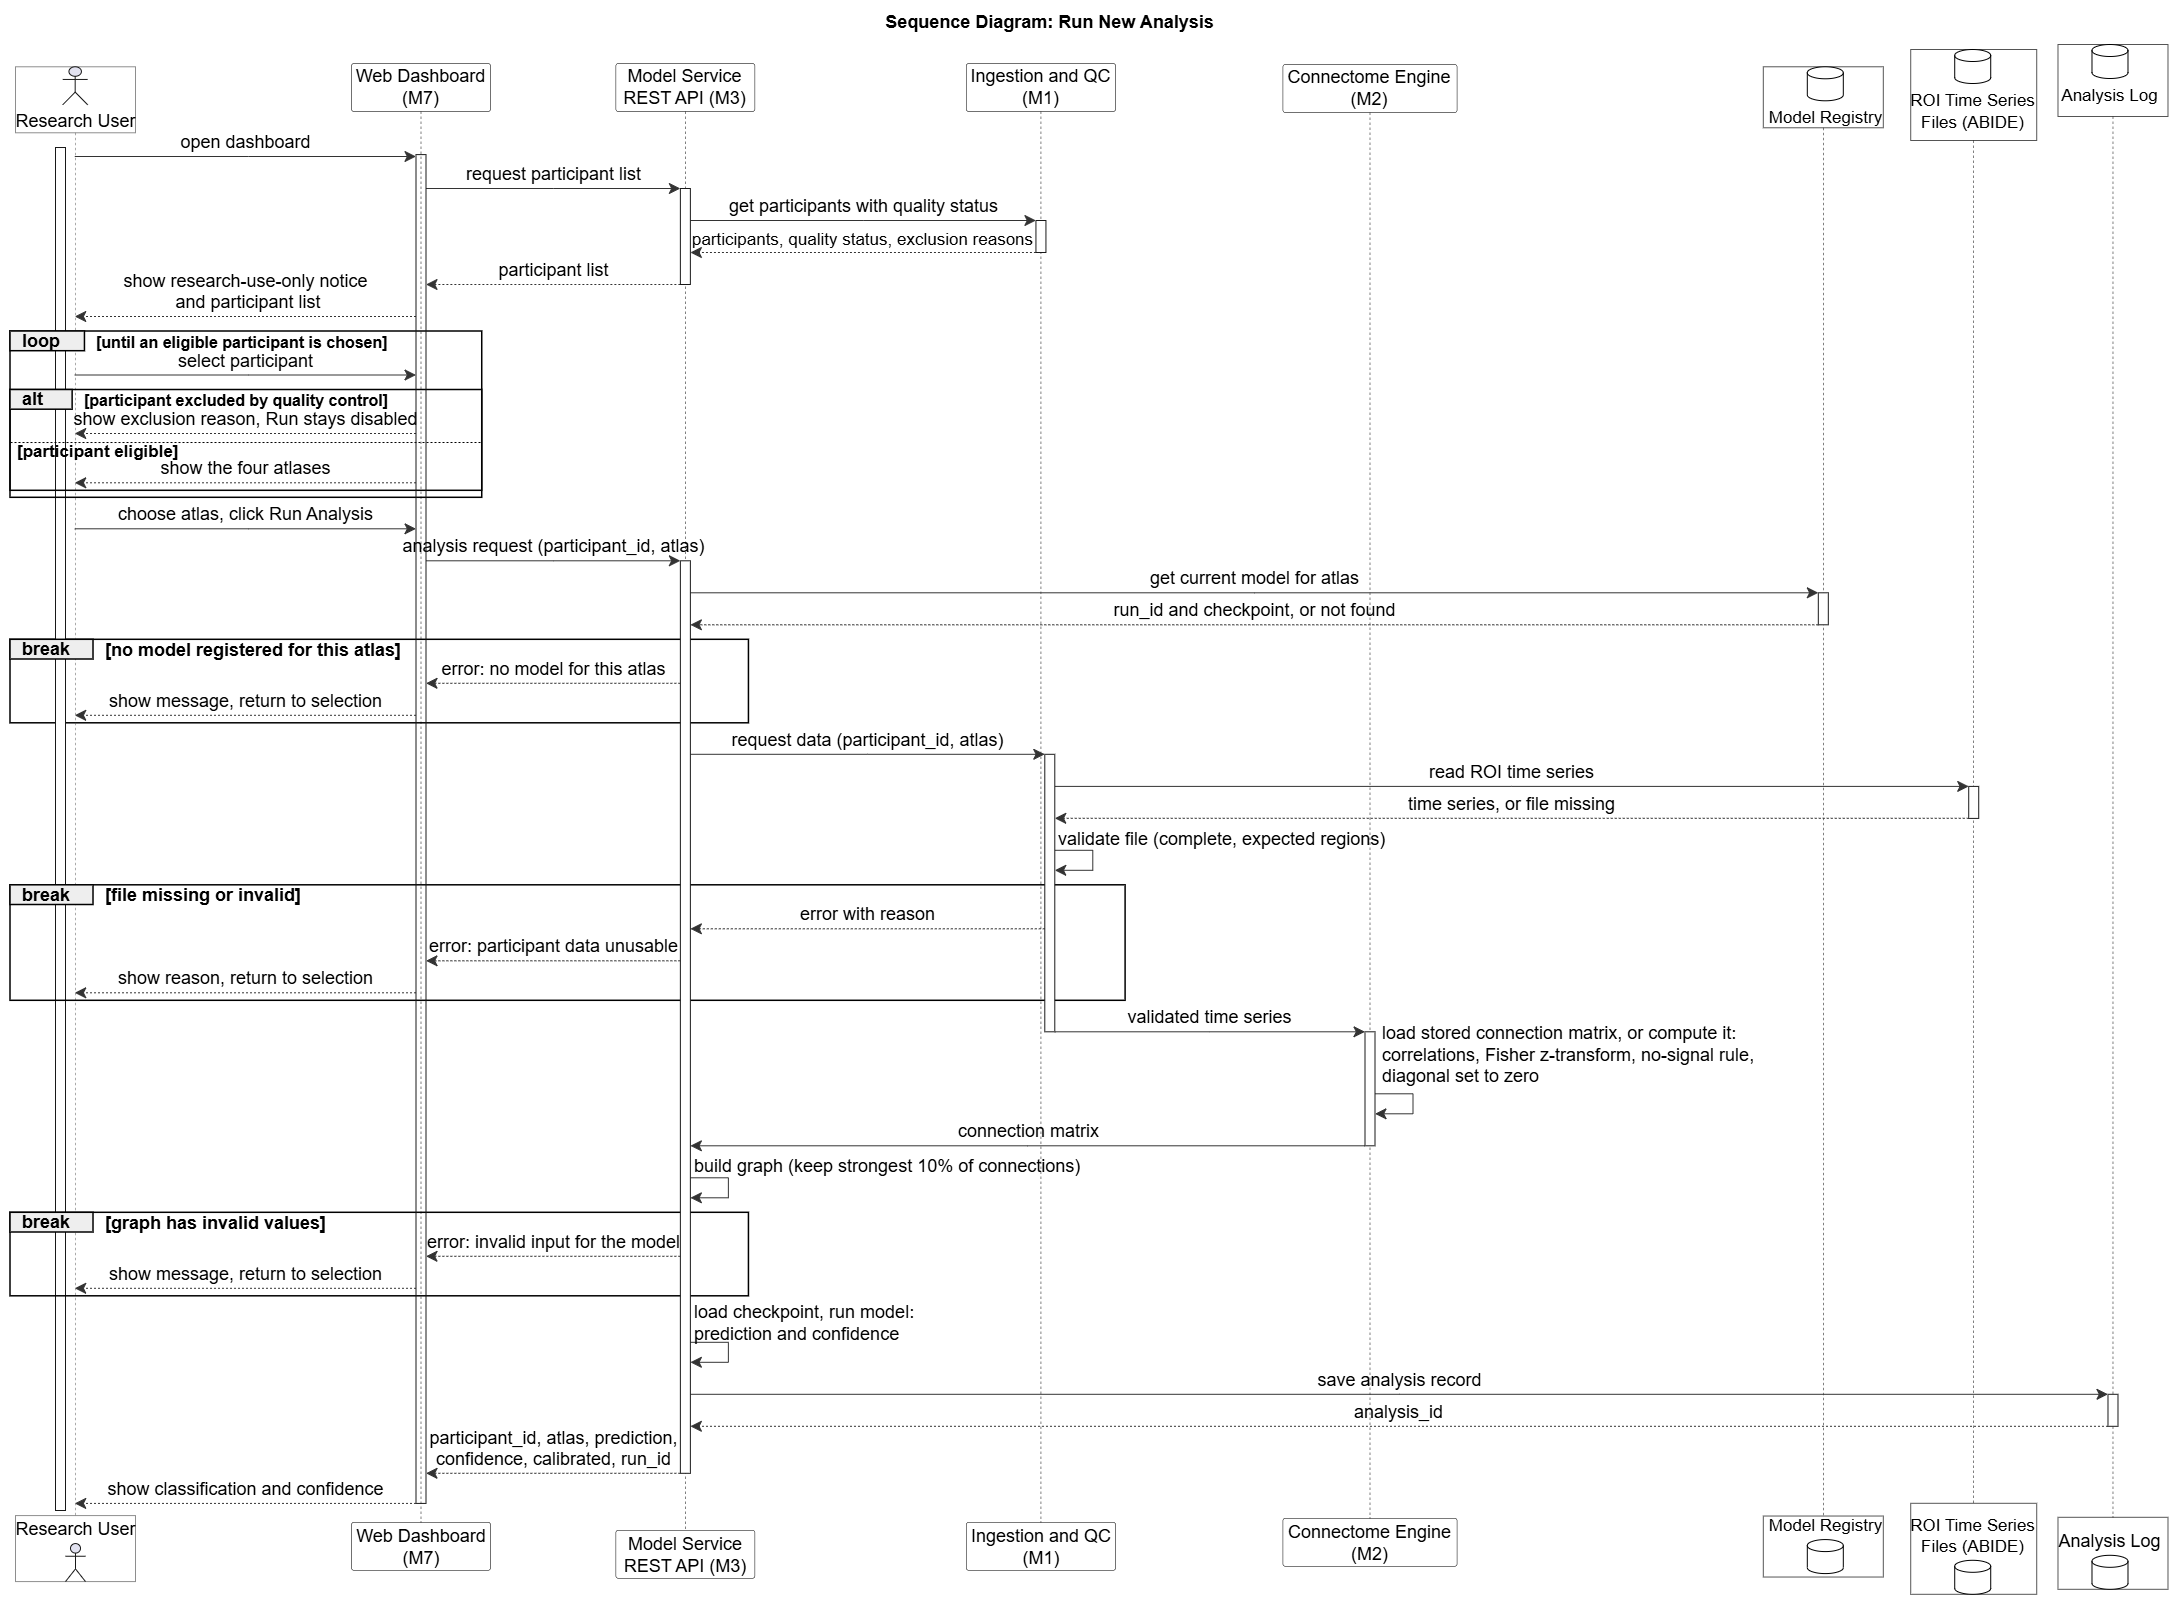 Sequence Diagram: Run New Analysis
Research User
Web Dashboard
(M7)
Model Service
REST API (M3)
Ingestion and QC
(M1)
Connectome Engine
(M2)
Model Registry
ROI Time Series
Files (ABIDE)
Analysis Log
open dashboard
request participant list
get participants with quality status
participants, quality status, exclusion reasons
participant list
show research-use-only notice
and participant list
loop [until an eligible participant is chosen]
select participant
alt [participant excluded by quality control]
show exclusion reason, Run stays disabled
[participant eligible]
show the four atlases
choose atlas, click Run Analysis
analysis request (participant_id, atlas)
get current model for atlas
run_id and checkpoint, or not found
break [no model registered for this atlas]
error: no model for this atlas
show message, return to selection
request data (participant_id, atlas)
read ROI time series
time series, or file missing
validate file (complete, expected regions)
break [file missing or invalid]
error with reason
error: participant data unusable
show reason, return to selection
validated time series
load stored connection matrix, or compute it:
correlations, Fisher z-transform, no-signal rule,
diagonal set to zero
connection matrix
build graph (keep strongest 10% of connections)
break [graph has invalid values]
error: invalid input for the model
show message, return to selection
load checkpoint, run model:
prediction and confidence
save analysis record
analysis_id
participant_id, atlas, prediction,
confidence, calibrated, run_id
show classification and confidence
Research User
Web Dashboard
(M7)
Model Service
REST API (M3)
Ingestion and QC
(M1)
Connectome Engine
(M2)
Model Registry
ROI Time Series
Files (ABIDE)
Analysis Log